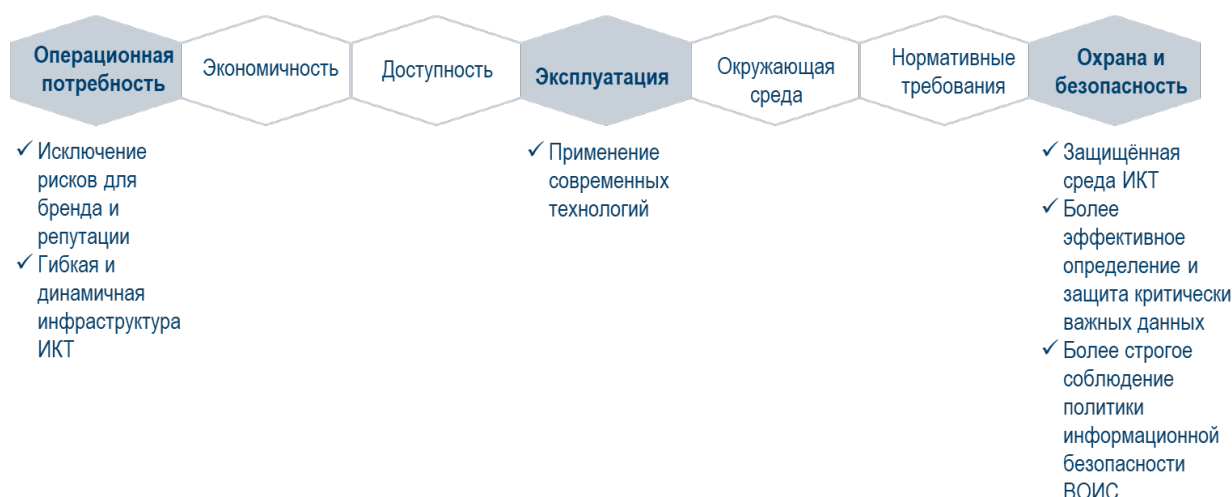 Операционная
потребность
Экономичность
Доступность
Эксплуатация
Окружающая
среда
Нормативные
требования
Охрана и
безопасность
✓ Исключение
рисков для
бренда и
репутации
✓ Гибкая и
динамичная
инфраструктура
ИКТ
✓ Применение
современных
технологий
✓ Защищённая
среда ИКТ
✓ Более
эффективное
определение и
защита критически
важных данных
✓ Более строгое
соблюдение
политики
информационной
безопасности
ВОИС